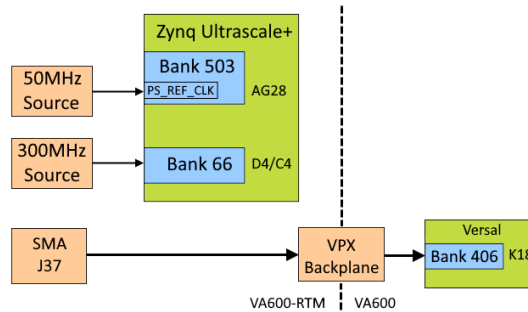 Zynq Ultrascale+
50MHz
Source
Bank 503
PS_REF_CLK
AG28
300MHz
Source
Bank 66
D4/C4
SMA
J37
VPX
Backplane
Versal
Bank 406
K18
VA600-RTM
VA600